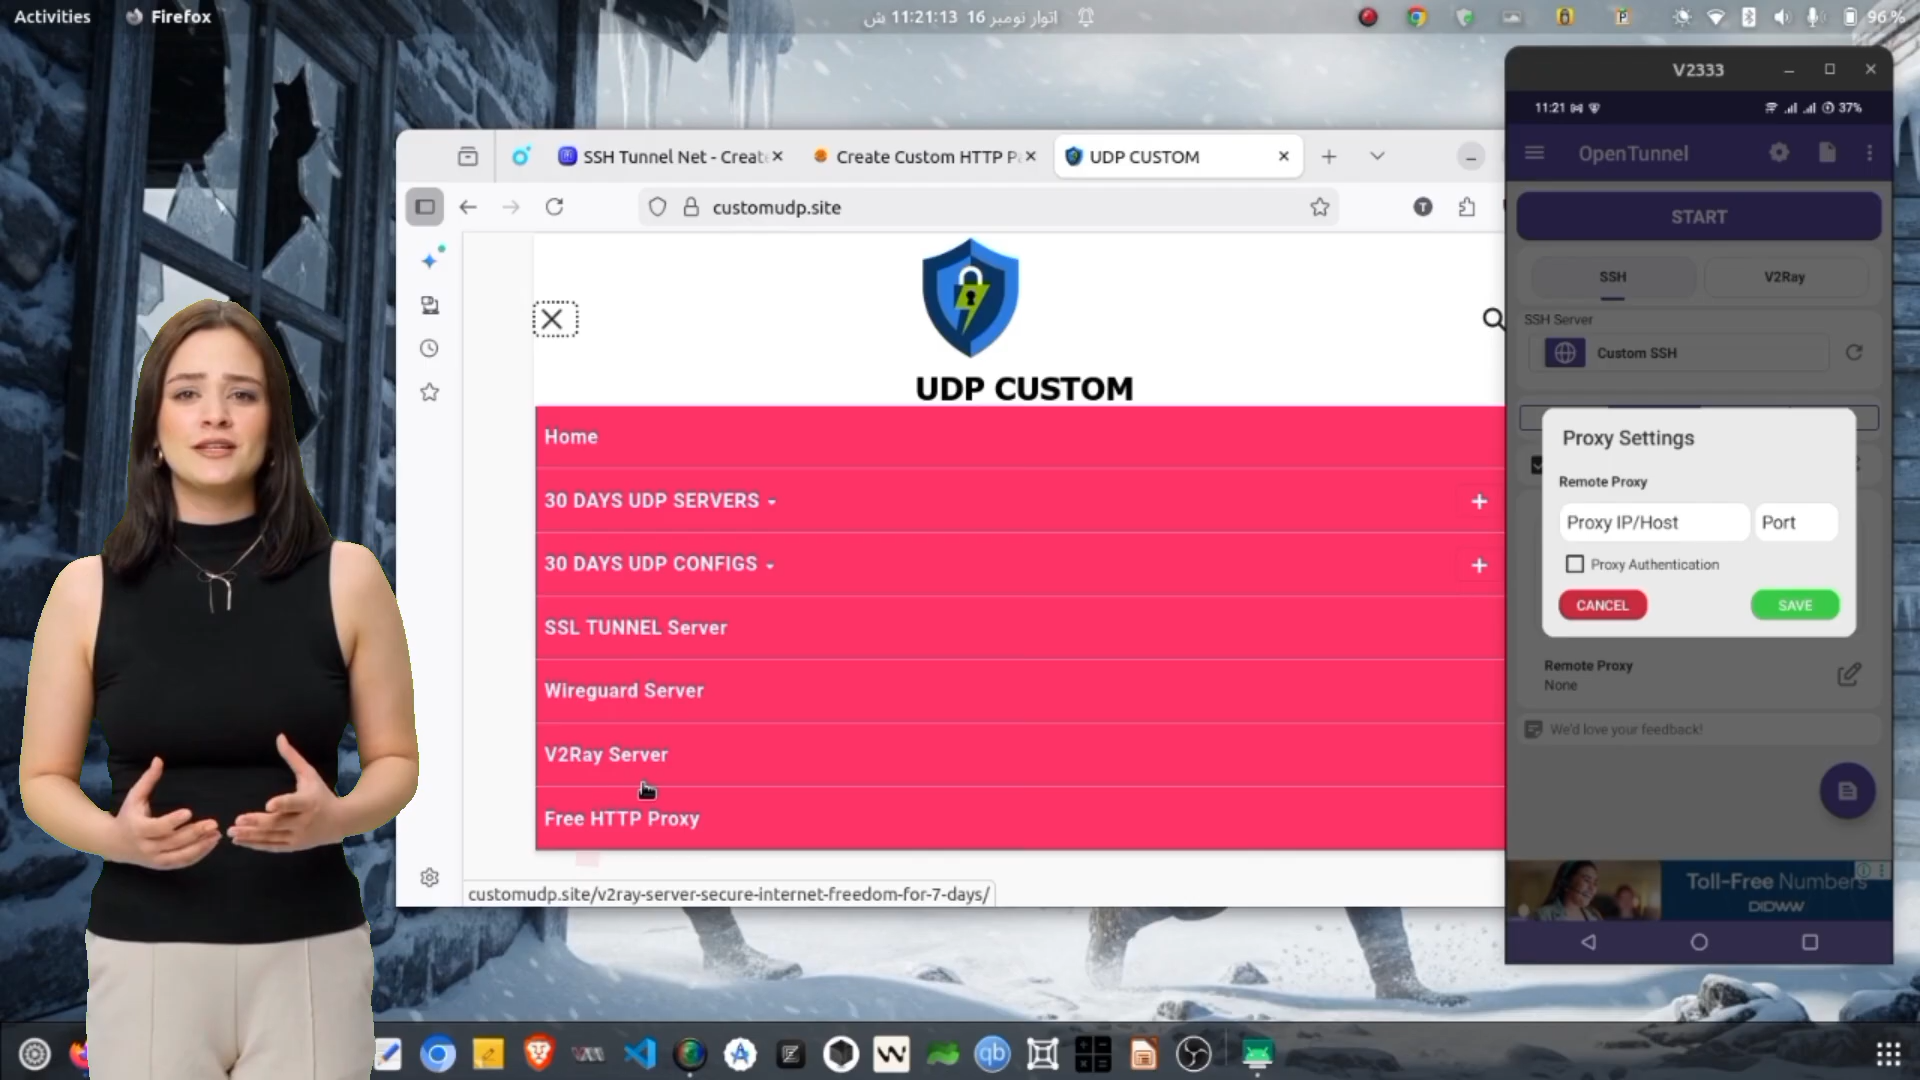 Activities
Firefox
اتوار نومبر 16 11:21:13 ش
96 %
SSH Tunnel Net - Create
Create Custom HTTP P
UDP CUSTOM
customudp.site
UDP CUSTOM
Home
30 DAYS UDP SERVERS
30 DAYS UDP CONFIGS
SSL TUNNEL Server
Wireguard Server
V2Ray Server
Free HTTP Proxy
customudp.site/v2ray-server-secure-internet-freedom-for-7-days/
V2333
11:21
37%
OpenTunnel
START
SSH
V2Ray
SSH Server
Custom SSH
Proxy Settings
Remote Proxy
Proxy IP/Host
Port
Proxy Authentication
CANCEL
SAVE
Remote Proxy
None
We'd love your feedback!
Toll-Free Numbers
DIDWW